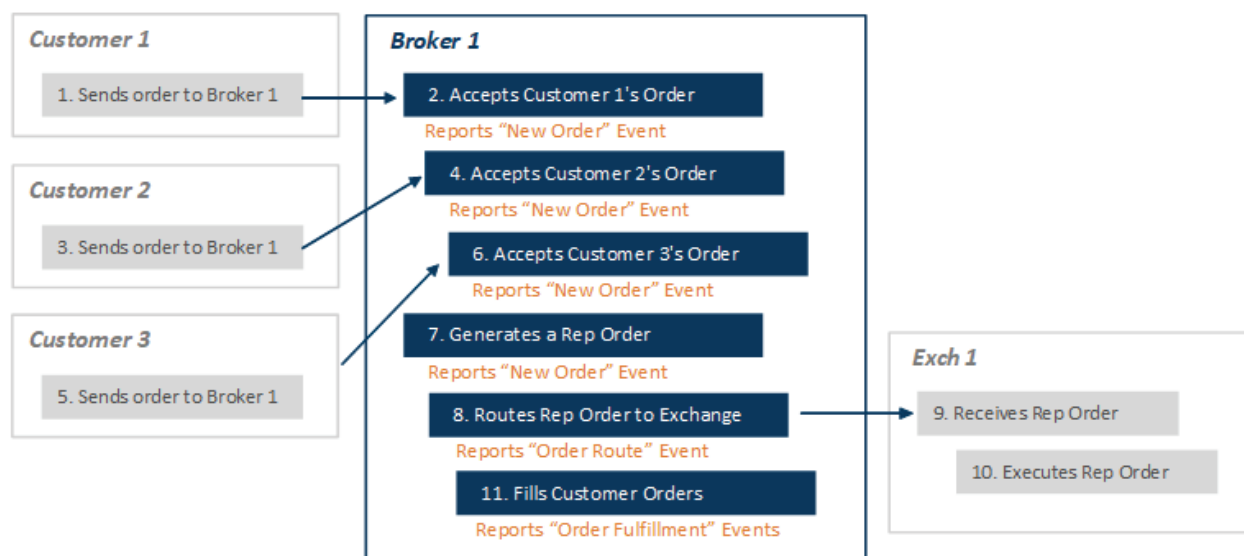 Customer 1
1. Sends order to Broker 1
Customer 2
3. Sends order to Broker 1
Customer 3
5. Sends order to Broker 1
Broker 1
2. Accepts Customer 1's Order
Reports “New Order” Event
4. Accepts Customer 2's Order
Reports “New Order” Event
6. Accepts Customer 3's Order
Reports “New Order” Event
7. Generates a Rep Order
Reports “New Order” Event
8. Routes Rep Order to Exchange
Reports “Order Route” Event
11. Fills Customer Orders
Reports “Order Fulfillment” Events
Exch 1
9. Receives Rep Order
10. Executes Rep Order